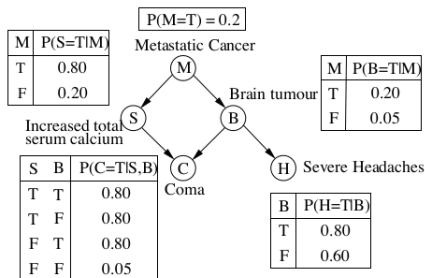 P(M=T) = 0.2
Metastatic Cancer
M P(S=T|M)
T 0.80
F 0.20
M
M P(B=T|M)
T 0.20
F 0.05
Brain tumour
Increased total
serum calcium
S
B
S B P(C=T|S,B)
T T 0.80
T F 0.80
F T 0.80
F F 0.05
C
Coma
H
Severe Headaches
B P(H=T|B)
T 0.80
F 0.60